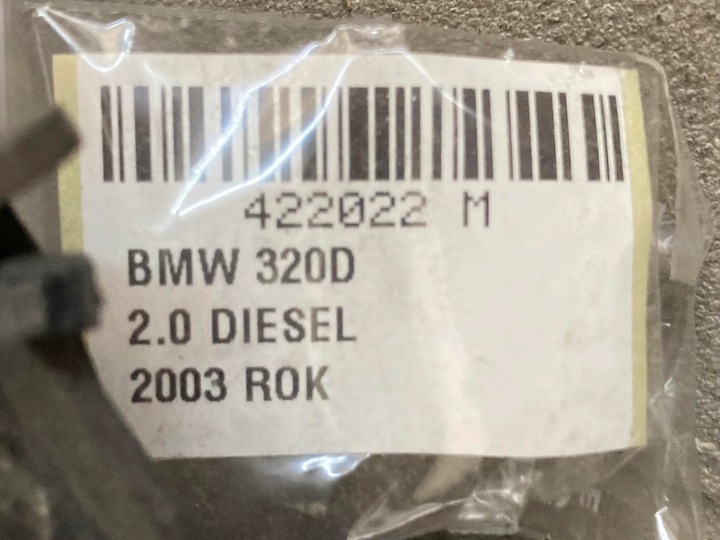 422022 M
BMW 320D
2.0 DIESEL
2003 ROK